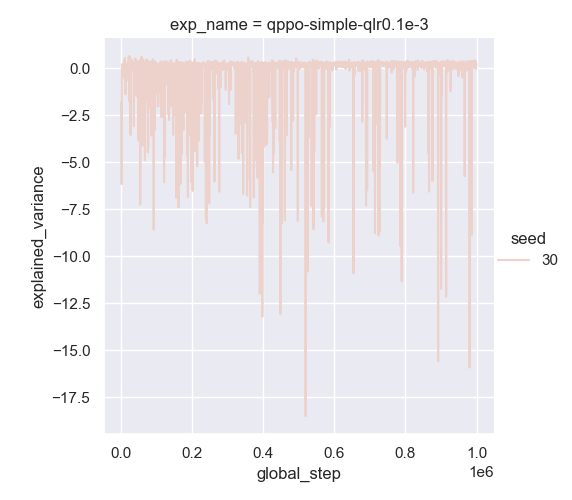 exp_name = qppo-simple-qlr0.1e-3
0.0
−2.5
−5.0
−7.5
−10.0
−12.5
−15.0
−17.5
explained_variance
0.0 0.2 0.4 0.6 0.8 1.0
1e6
global_step
seed
30